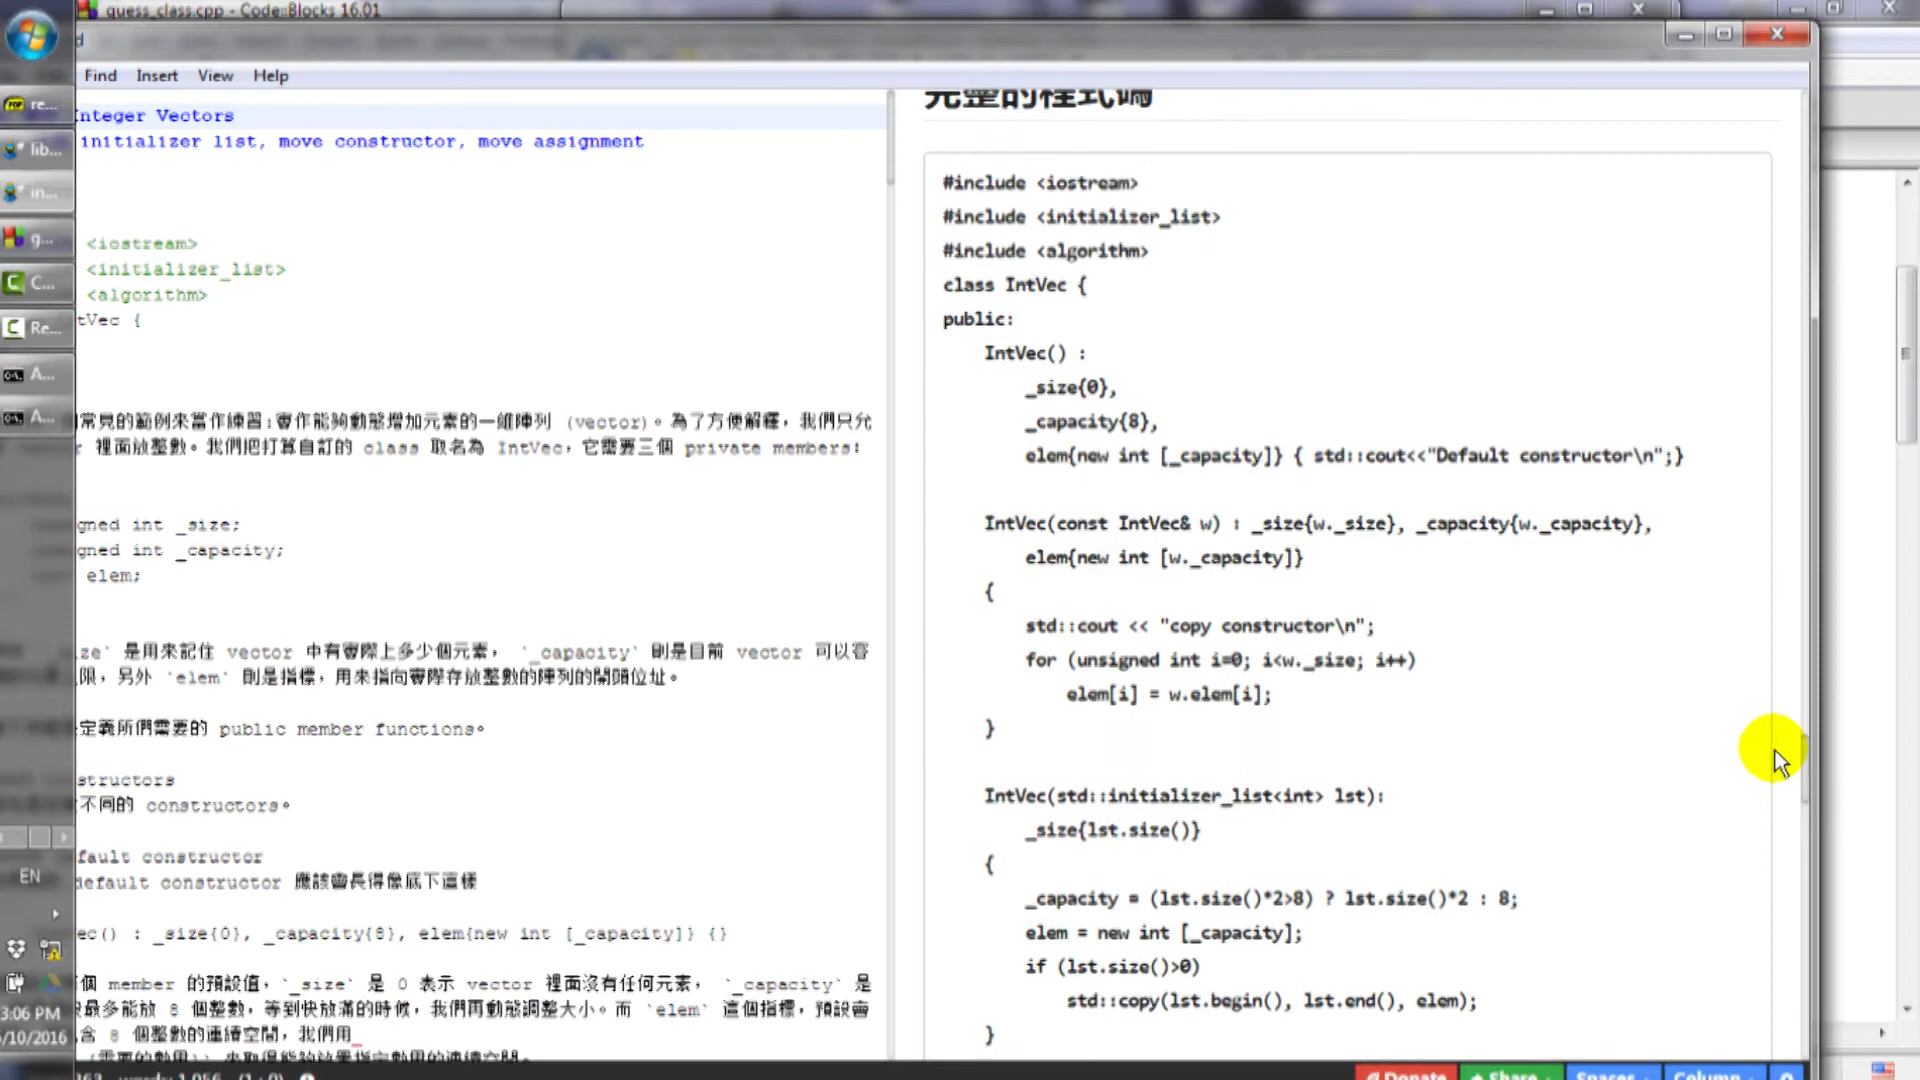 quess_class.cpp - Code::Blocks 16.01
Find Insert View Help
re...
lib...
in...
g...
C...
Re...
A...
A...
EN
3:06 PM
/10/2016
Integer Vectors
initializer list, move constructor, move assignment
<iostream>
<initializer_list>
<algorithm>
tVec {
常見的範例來當作練習:實作能夠動態增加元素的一維陣列 (vector)。為了方便解釋，我們只允
裡面放整數。我們把打算自訂的 class 取名為 IntVec，它需要三個 private members:
gned int _size;
gned int _capacity;
elem;
ize` 是用來記住 vector 中有實際上多少個元素， `_capacity` 則是目前 vector 可以容
限，另外 `elem` 則是指標，用來指向實際存放整數的陣列的開頭位址。
定義所們需要的 public member functions。
structors
不同的 constructors。
fault constructor
default constructor 應該會長得像底下這樣
ec() : _size{0}, _capacity{8}, elem{new int [_capacity]} {}
個 member 的預設值，`_size` 是 0 表示 vector 裡面沒有任何元素， `_capacity` 是
最多能放 8 個整數，等到快放滿的時候，我們再動態調整大小。而 `elem` 這個指標，預設會
含 8 個整數的連續空間，我們用
words: 1,056
完整的程式碼
#include <iostream>
#include <initializer_list>
#include <algorithm>
class IntVec {
public:
IntVec() :
_size{0},
_capacity{8},
elem{new int [_capacity]} { std::cout<<"Default constructor\n";}
IntVec(const IntVec& w) : _size{w._size}, _capacity{w._capacity},
elem{new int [w._capacity]}
{
std::cout << "copy constructor\n";
for (unsigned int i=0; i<w._size; i++)
elem[i] = w.elem[i];
}
IntVec(std::initializer_list<int> lst):
_size{lst.size()}
{
_capacity = (lst.size()*2>8) ? lst.size()*2 : 8;
elem = new int [_capacity];
if (lst.size()>0)
std::copy(lst.begin(), lst.end(), elem);
}
Donate Share Spaces Column